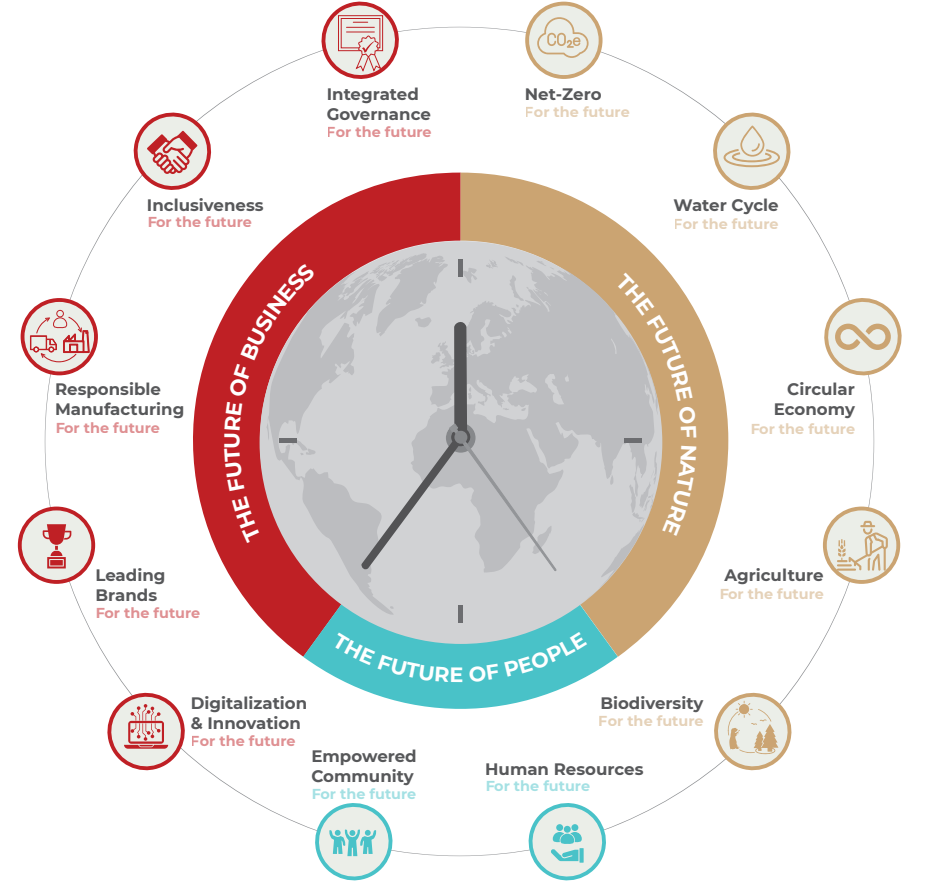 CO₂e
Integrated
Governance
For the future
Net-Zero
For the future
Inclusiveness
For the future
Water Cycle
For the future
THE FUTURE OF BUSINESS
THE FUTURE OF NATURE
THE FUTURE OF PEOPLE
Responsible
Manufacturing
For the future
Circular
Economy
For the future
Leading
Brands
For the future
Agriculture
For the future
Digitalization
& Innovation
For the future
Biodiversity
For the future
Empowered
Community
For the future
Human Resources
For the future